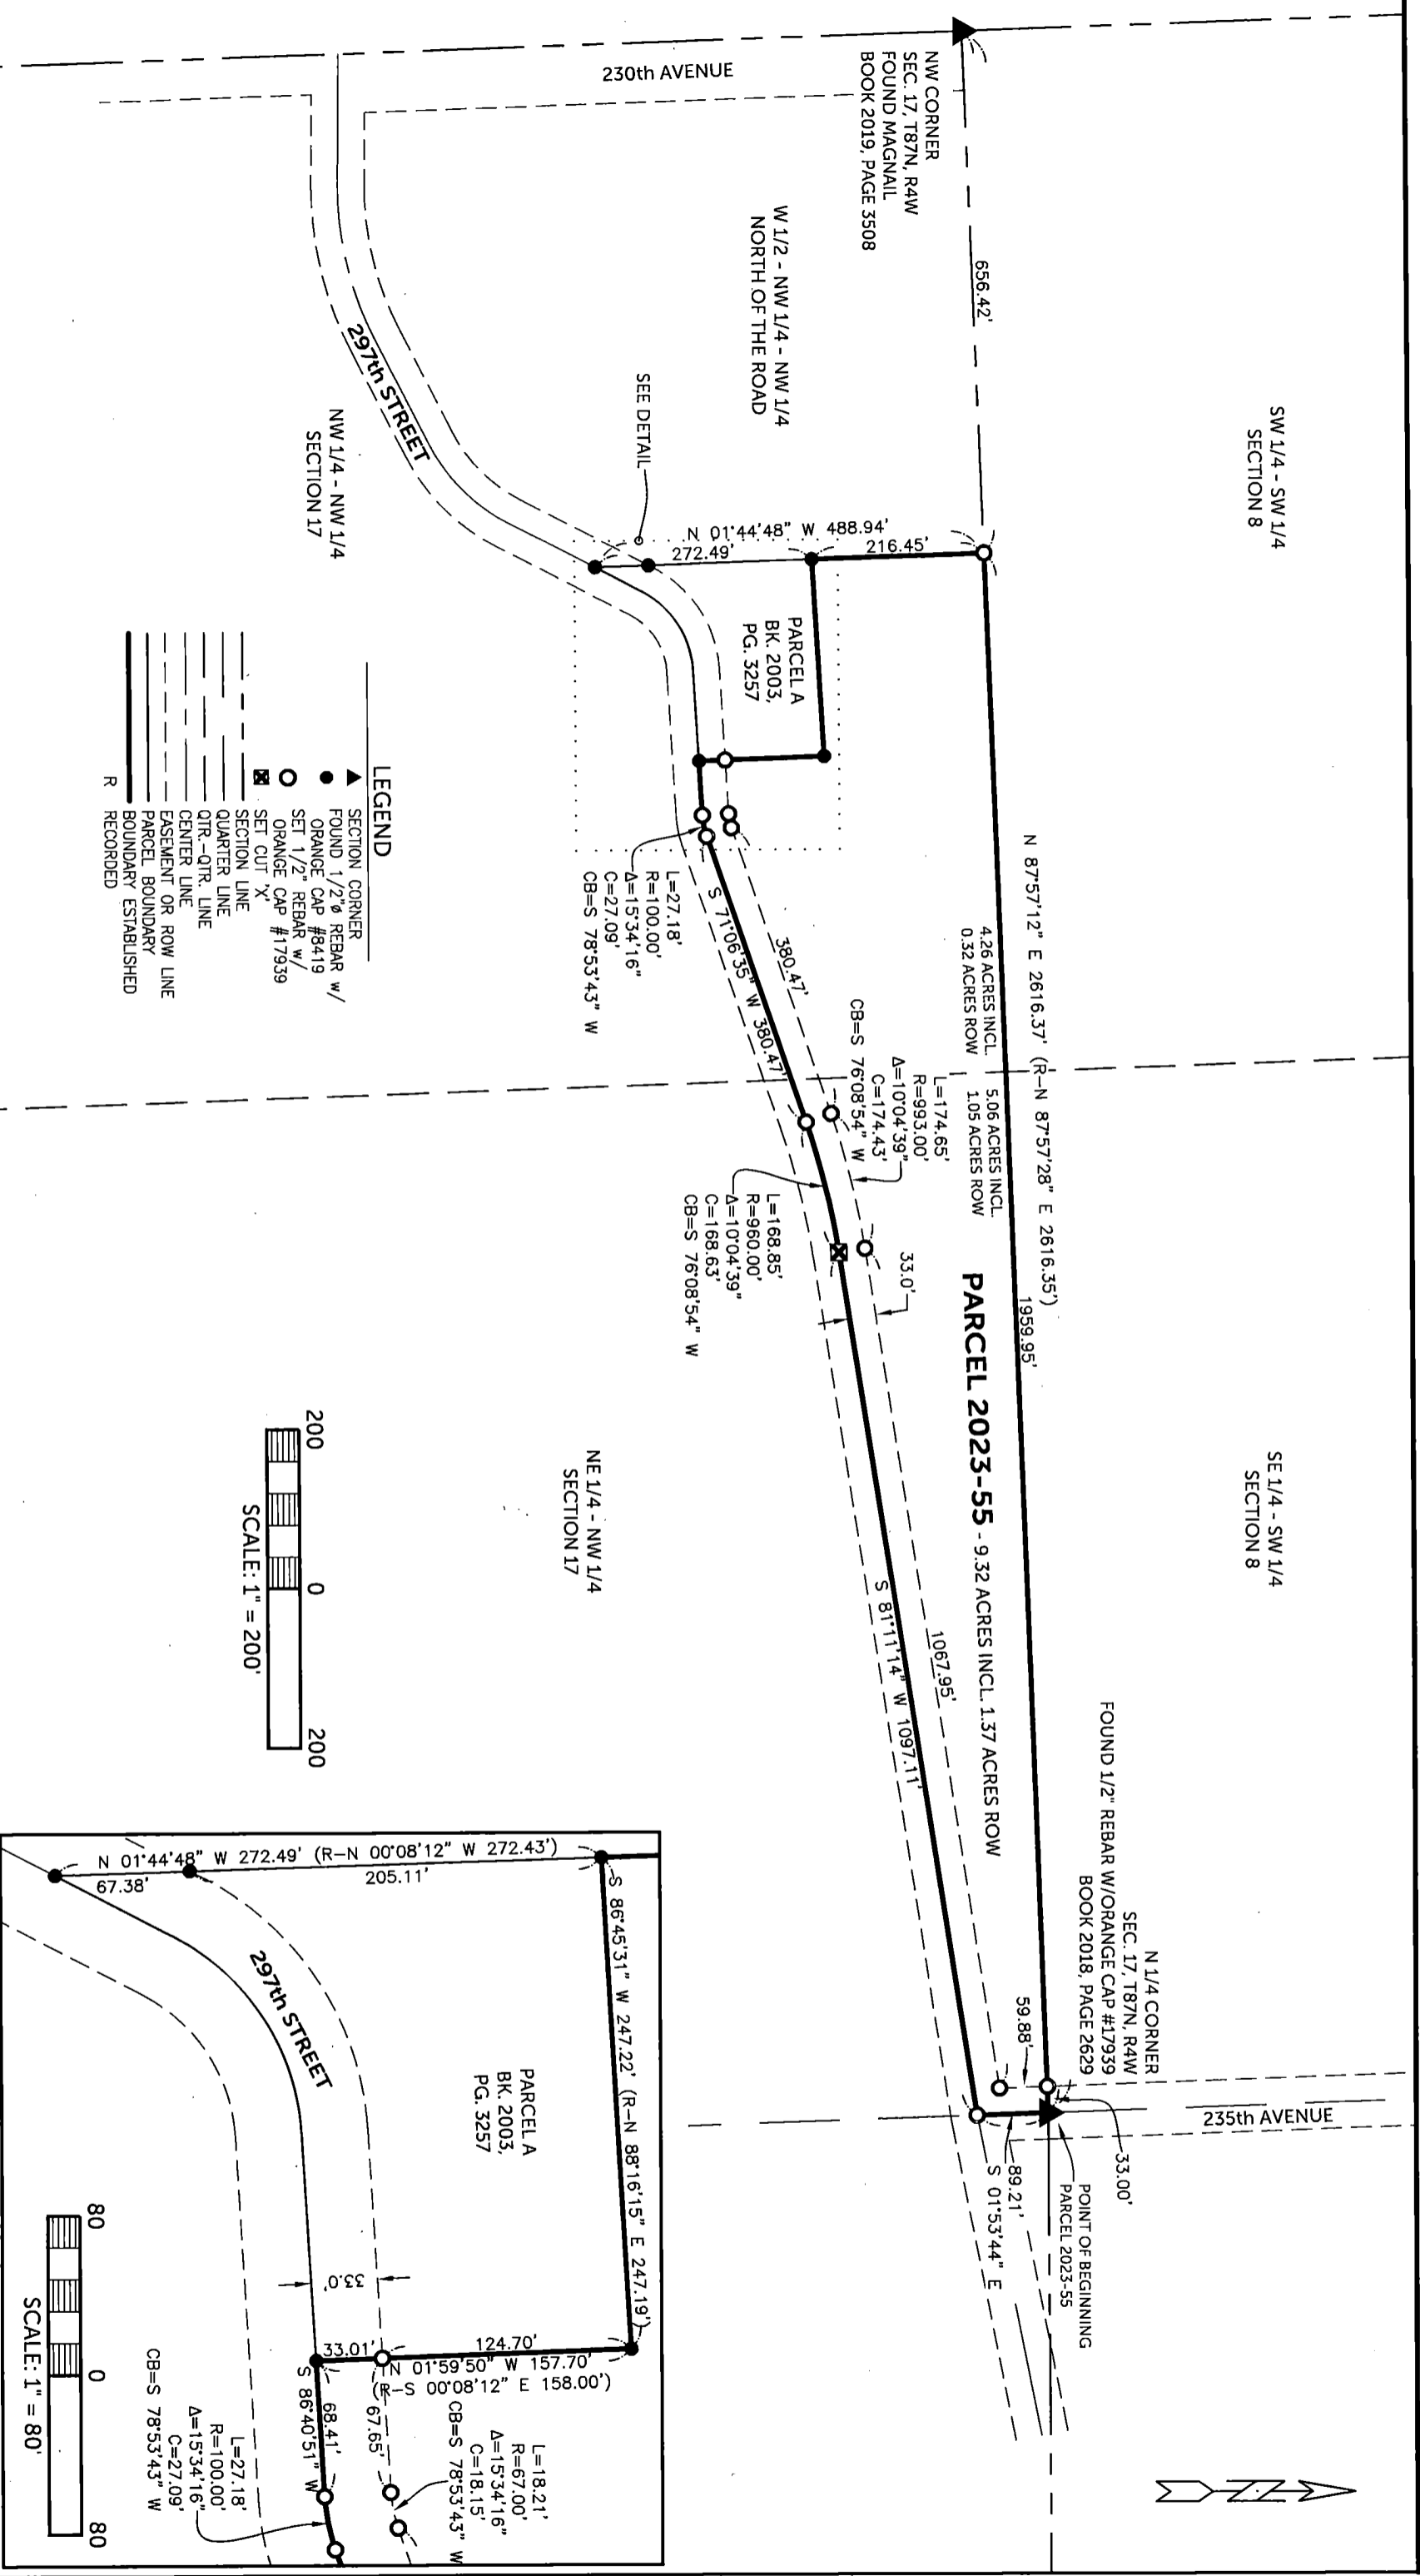 SW 1/4 - SW 1/4
SECTION 8
SE 1/4 - SW 1/4
SECTION 8
NW CORNER
SEC. 17, T87N, R4W
FOUND MAGNAIL
BOOK 2019, PAGE 3508
230th AVENUE
656.42'
W 1/2 - NW 1/4 - NW 1/4
NORTH OF THE ROAD
297th STREET
NW 1/4 - NW 1/4
SECTION 17
SEE DETAIL
N 01°44'48" W 488.94'
272.49'
216.45'
PARCEL A
BK. 2003,
PG. 3257
N 87°57'12" E 2616.37' (R-N 87°57'28" E 2616.35')
1959.95'
4.26 ACRES INCL.
0.32 ACRES ROW
5.06 ACRES INCL.
1.05 ACRES ROW
PARCEL 2023-55 - 9.32 ACRES INCL. 1.37 ACRES ROW
L=27.18'
R=100.00'
Δ=15°34'16"
C=27.09'
CB=S 78°53'43" W
S 71°06'35" W 380.47'
380.47'
L=174.65'
R=993.00'
Δ=10°04'39"
C=174.43'
CB=S 76°08'54" W
L=168.85'
R=960.00'
Δ=10°04'39"
C=168.63'
CB=S 76°08'54" W
33.0'
S 81°11'14" W 1097.11'
1067.95'
NE 1/4 - NW 1/4
SECTION 17
N 1/4 CORNER
SEC. 17, T87N, R4W
FOUND 1/2" REBAR W/ORANGE CAP #17939
BOOK 2018, PAGE 2629
59.88'
235th AVENUE
33.00'
POINT OF BEGINNING
PARCEL 2023-55
89.21'
S 01°53'44" E
LEGEND
SECTION CORNER
FOUND 1/2"ø REBAR w/
ORANGE CAP #8419
SET 1/2" REBAR w/
ORANGE CAP #17939
SET CUT 'X'
SECTION LINE
QUARTER LINE
QTR.-QTR. LINE
CENTER LINE
EASEMENT OR ROW LINE
PARCEL BOUNDARY
BOUNDARY ESTABLISHED
R RECORDED
200 0 200
SCALE: 1" = 200'
N 01°44'48" W 272.49' (R-N 00°08'12" W 272.43')
67.38'
205.11'
S 86°45'31" W 247.22' (R-N 88°16'15" E 247.19')
297th STREET
PARCEL A
BK. 2003,
PG. 3257
33.0'
33.01'
124.70'
N 01°59'50" W 157.70'
(R-S 00°08'12" E 158.00')
S 86°40'51" W
68.41'
67.65'
L=18.21'
R=67.00'
Δ=15°34'16"
C=18.15'
CB=S 78°53'43" W
L=27.18'
R=100.00'
Δ=15°34'16"
C=27.09'
CB=S 78°53'43" W
80 0 80
SCALE: 1" = 80'
N